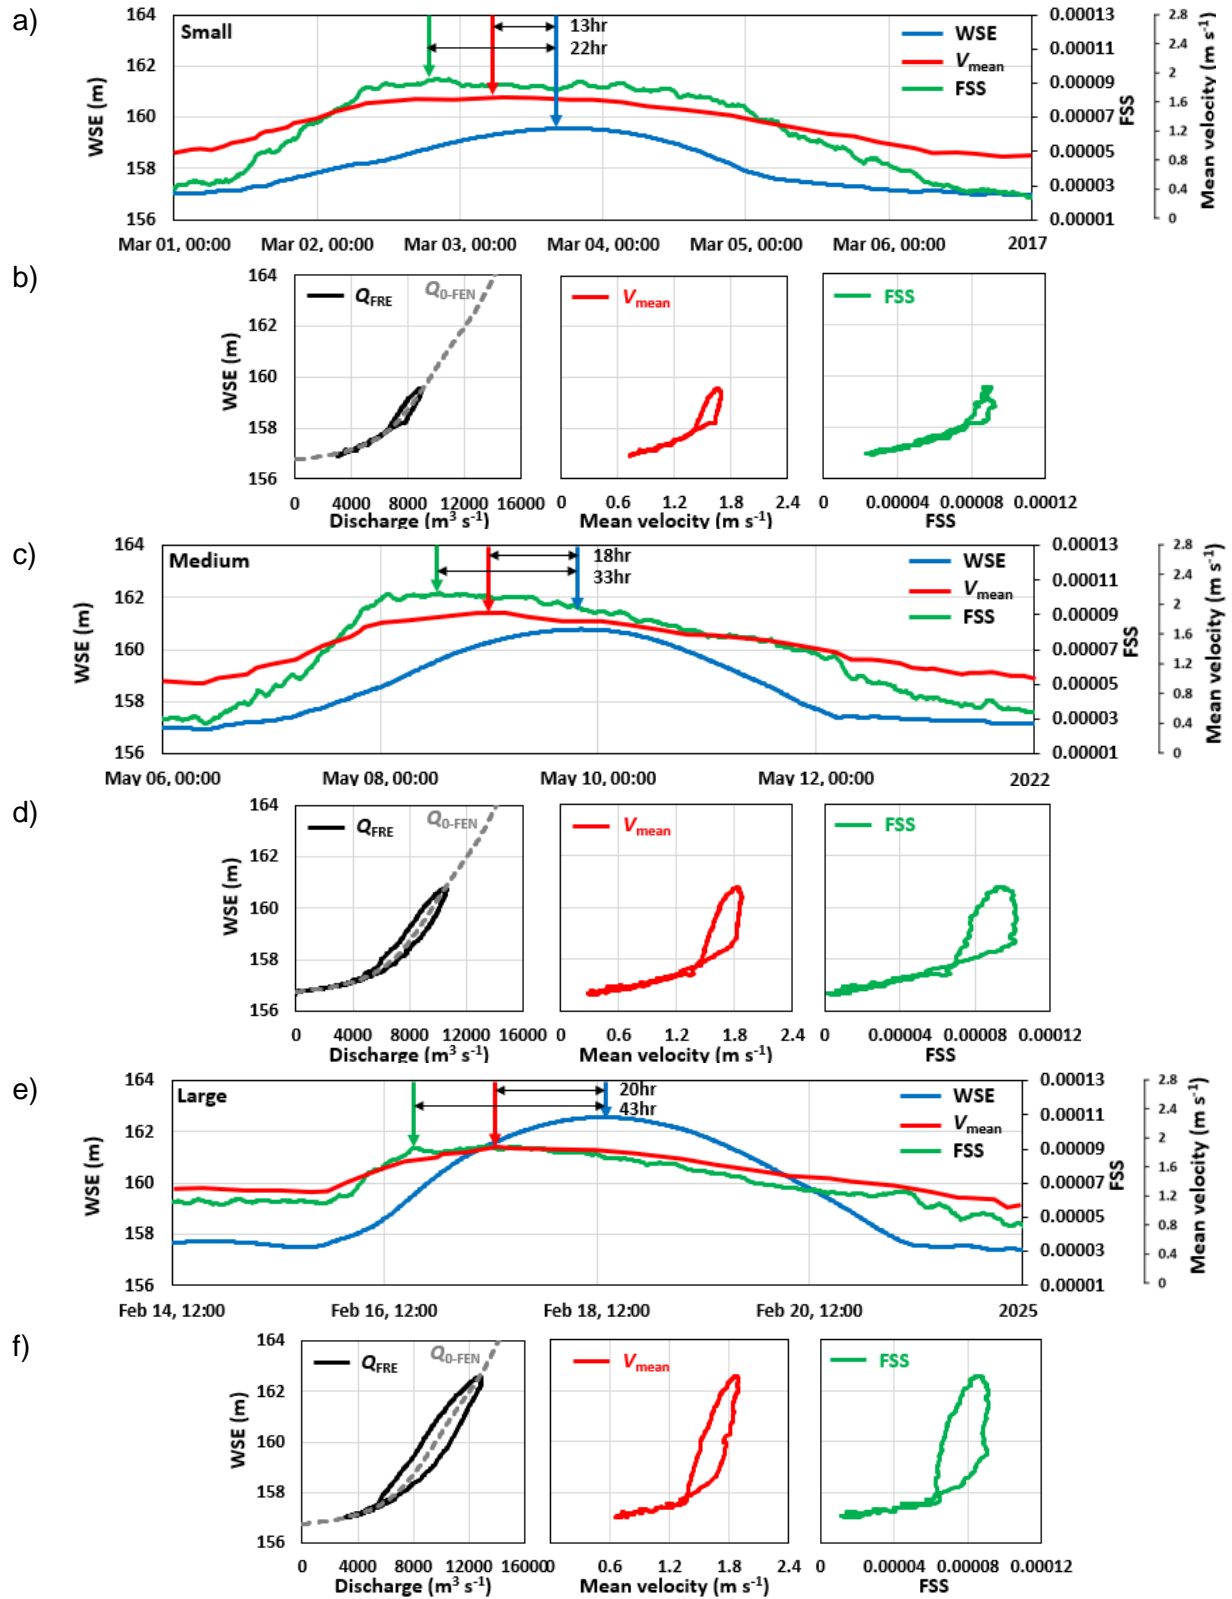 a)
Small
13hr
22hr
WSE
Vmean
FSS
WSE (m)
164
162
160
158
156
0.00013
0.00011
0.00009
0.00007
0.00005
0.00003
0.00001
FSS
2.8
2.4
2
1.6
1.2
0.8
0.4
0
Mean velocity (m s-1)
Mar 01, 00:00 Mar 02, 00:00 Mar 03, 00:00 Mar 04, 00:00 Mar 05, 00:00 Mar 06, 00:00 2017
b)
WSE (m)
164
162
160
158
156
QFRE
Q0-FEN
0 4000 8000 12000 16000
Discharge (m3 s-1)
Vmean
0 0.6 1.2 1.8 2.4
Mean velocity (m s-1)
FSS
0 0.00004 0.00008 0.00012
FSS
c)
Medium
18hr
33hr
WSE
Vmean
FSS
WSE (m)
164
162
160
158
156
0.00013
0.00011
0.00009
0.00007
0.00005
0.00003
0.00001
FSS
2.8
2.4
2
1.6
1.2
0.8
0.4
0
Mean velocity (m s-1)
May 06, 00:00 May 08, 00:00 May 10, 00:00 May 12, 00:00 2022
d)
WSE (m)
164
162
160
158
156
QFRE
Q0-FEN
0 4000 8000 12000 16000
Discharge (m3 s-1)
Vmean
0 0.6 1.2 1.8 2.4
Mean velocity (m s-1)
FSS
0 0.00004 0.00008 0.00012
FSS
e)
Large
20hr
43hr
WSE
Vmean
FSS
WSE (m)
164
162
160
158
156
0.00013
0.00011
0.00009
0.00007
0.00005
0.00003
0.00001
FSS
2.8
2.4
2
1.6
1.2
0.8
0.4
0
Mean velocity (m s-1)
Feb 14, 12:00 Feb 16, 12:00 Feb 18, 12:00 Feb 20, 12:00 2025
f)
WSE (m)
164
162
160
158
156
QFRE
Q0-FEN
0 4000 8000 12000 16000
Discharge (m3 s-1)
Vmean
0 0.6 1.2 1.8 2.4
Mean velocity (m s-1)
FSS
0 0.00004 0.00008 0.00012
FSS